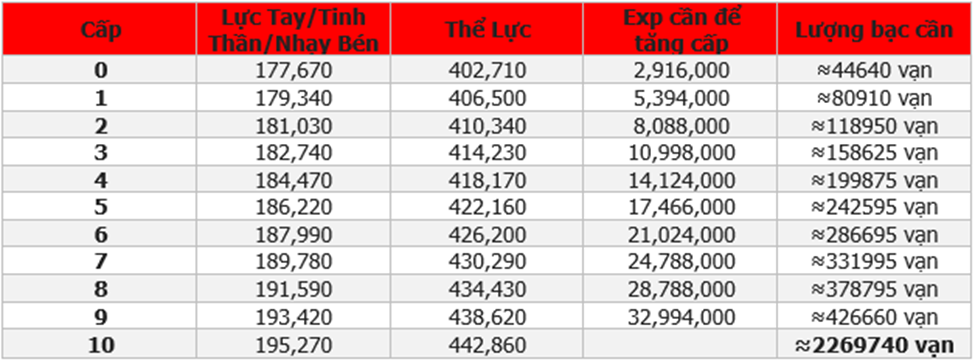 Cấp Lực Tay/Tinh Thần/Nhạy Bén Thể Lực Exp cần để tăng cấp Lượng bạc cần
0 177,670 402,710 2,916,000 ≈44640 vạn
1 179,340 406,500 5,394,000 ≈80910 vạn
2 181,030 410,340 8,088,000 ≈118950 vạn
3 182,740 414,230 10,998,000 ≈158625 vạn
4 184,470 418,170 14,124,000 ≈199875 vạn
5 186,220 422,160 17,466,000 ≈242595 vạn
6 187,990 426,200 21,024,000 ≈286695 vạn
7 189,780 430,290 24,788,000 ≈331995 vạn
8 191,590 434,430 28,788,000 ≈378795 vạn
9 193,420 438,620 32,994,000 ≈426660 vạn
10 195,270 442,860 ≈2269740 vạn